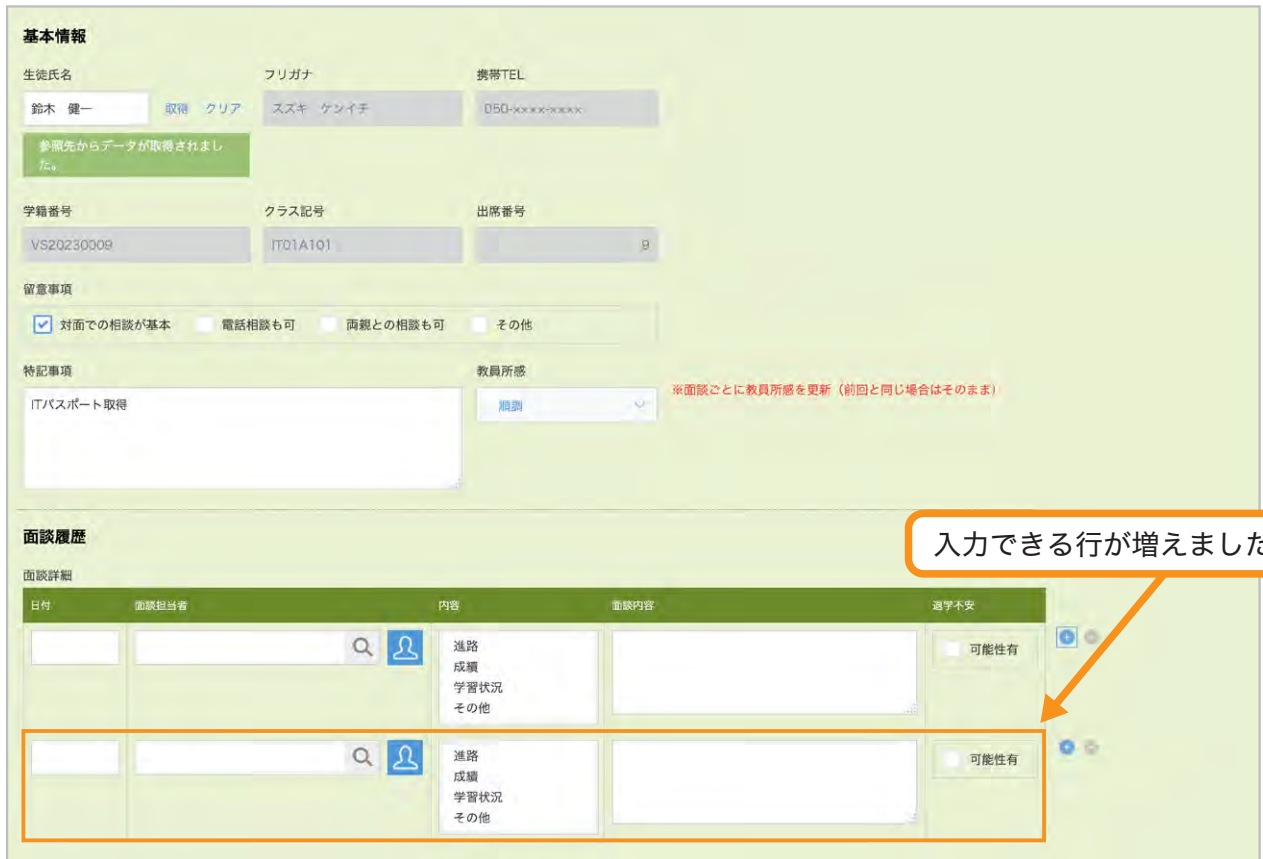 基本情報
生徒氏名 フリガナ 携帯TEL
鈴木 健一 取得 クリア スズキ ケンイチ 050-xxxx-xxxx
参照先からデータが取得されまし
た。
学籍番号 クラス記号 出席番号
VS20230009 IT01A101 9
留意事項
対面での相談が基本 電話相談も可 両親との相談も可 その他
特記事項 教員所感
ITパスポート取得 順調 ※面談ごとに教員所感を更新（前回と同じ場合はそのまま）
面談履歴
入力できる行が増えました
面談詳細
日付 面談担当者 内容 面談内容 退学不安
進路 可能性有
成績
学習状況
その他
進路 可能性有
成績
学習状況
その他